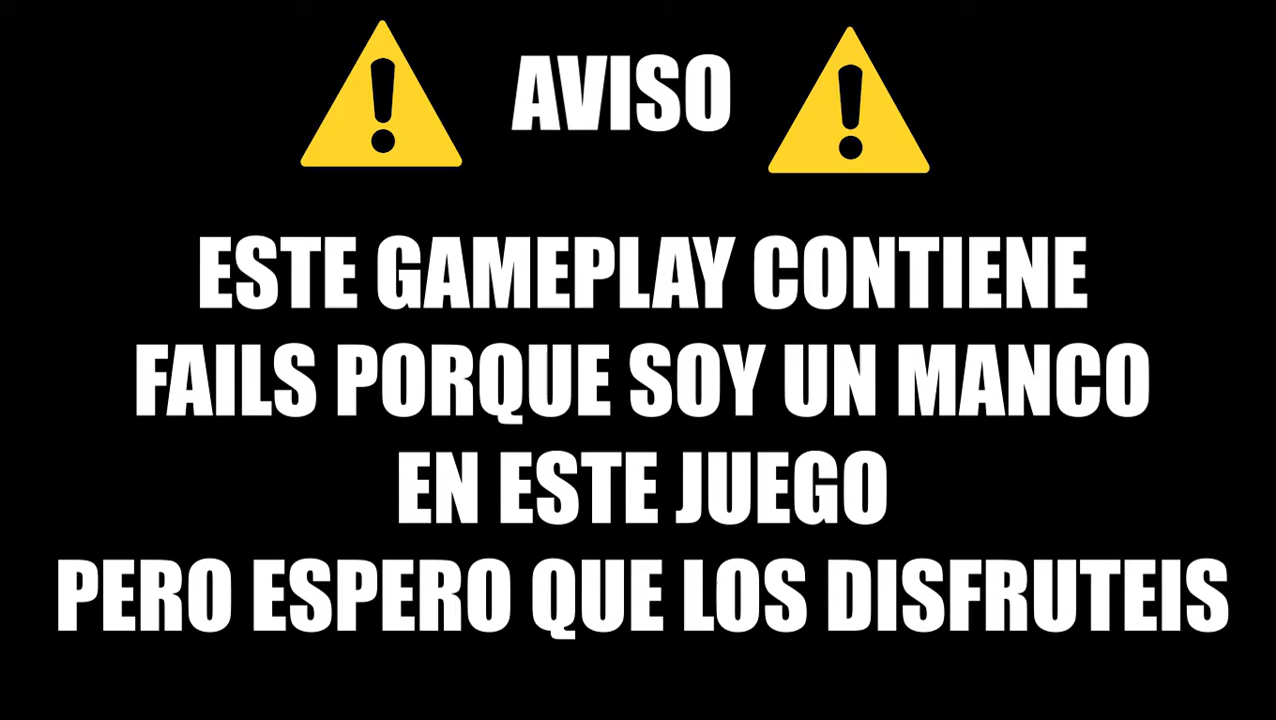 AVISO
ESTE GAMEPLAY CONTIENE
FAILS PORQUE SOY UN MANCO
EN ESTE JUEGO
PERO ESPERO QUE LOS DISFRUTEIS